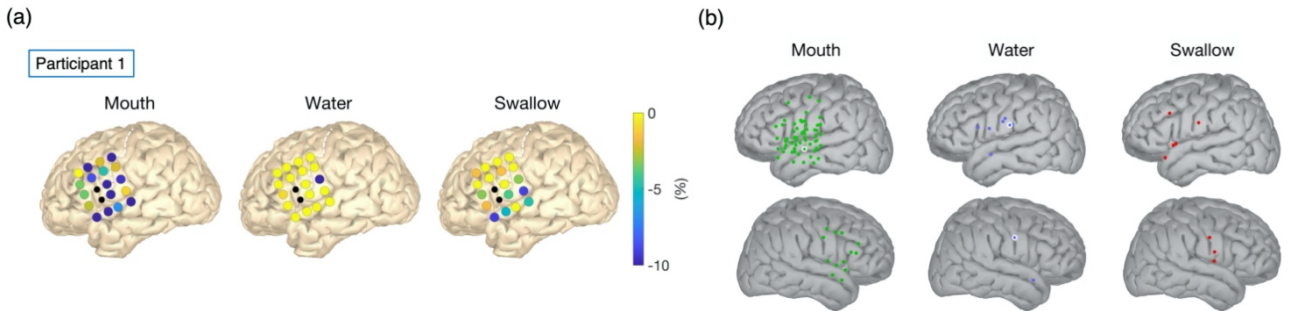 (a)
Participant 1
Mouth Water Swallow
0
-5
-10
(%)
(b)
Mouth Water Swallow